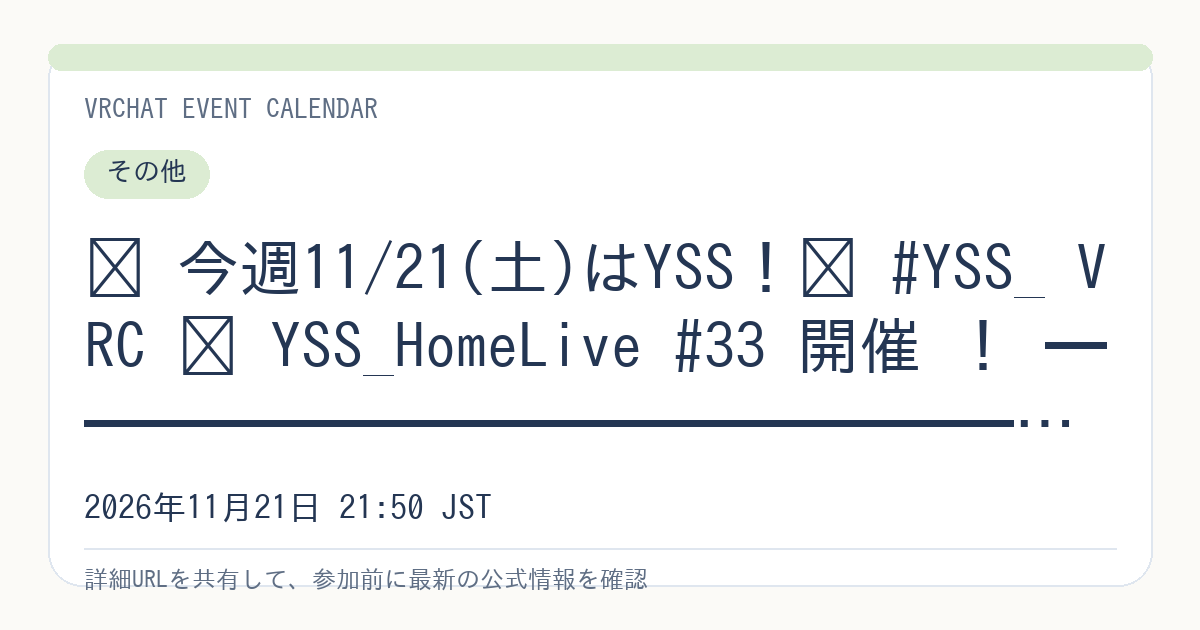 VRCHAT EVENT CALENDAR
その他
今週11/21(土)はYSS！ #YSS_ V
RC YSS_HomeLive #33 開催 ！ ━
━━━━━━━━━━━━━━━…
2026年11月21日 21:50 JST
詳細URLを共有して、参加前に最新の公式情報を確認